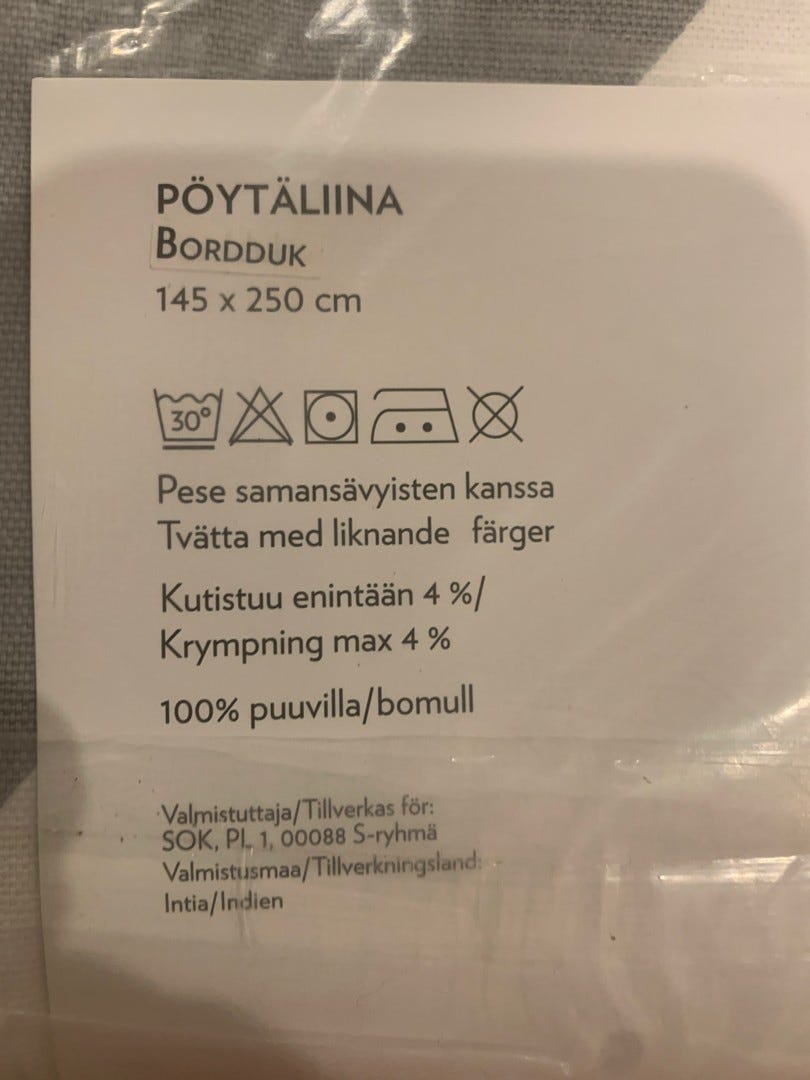 PÖYTÄLIINA
BORDDUK
145 x 250 cm
30°
Pese samansävyisten kanssa
Tvätta med liknande färger
Kutistuu enintään 4 %/
Krympning max 4 %
100% puuvilla/bomull
Valmistuttaja/Tillverkas för:
SOK, PL 1, 00088 S-ryhmä
Valmistusmaa/Tillverkningsland:
Intia/Indien